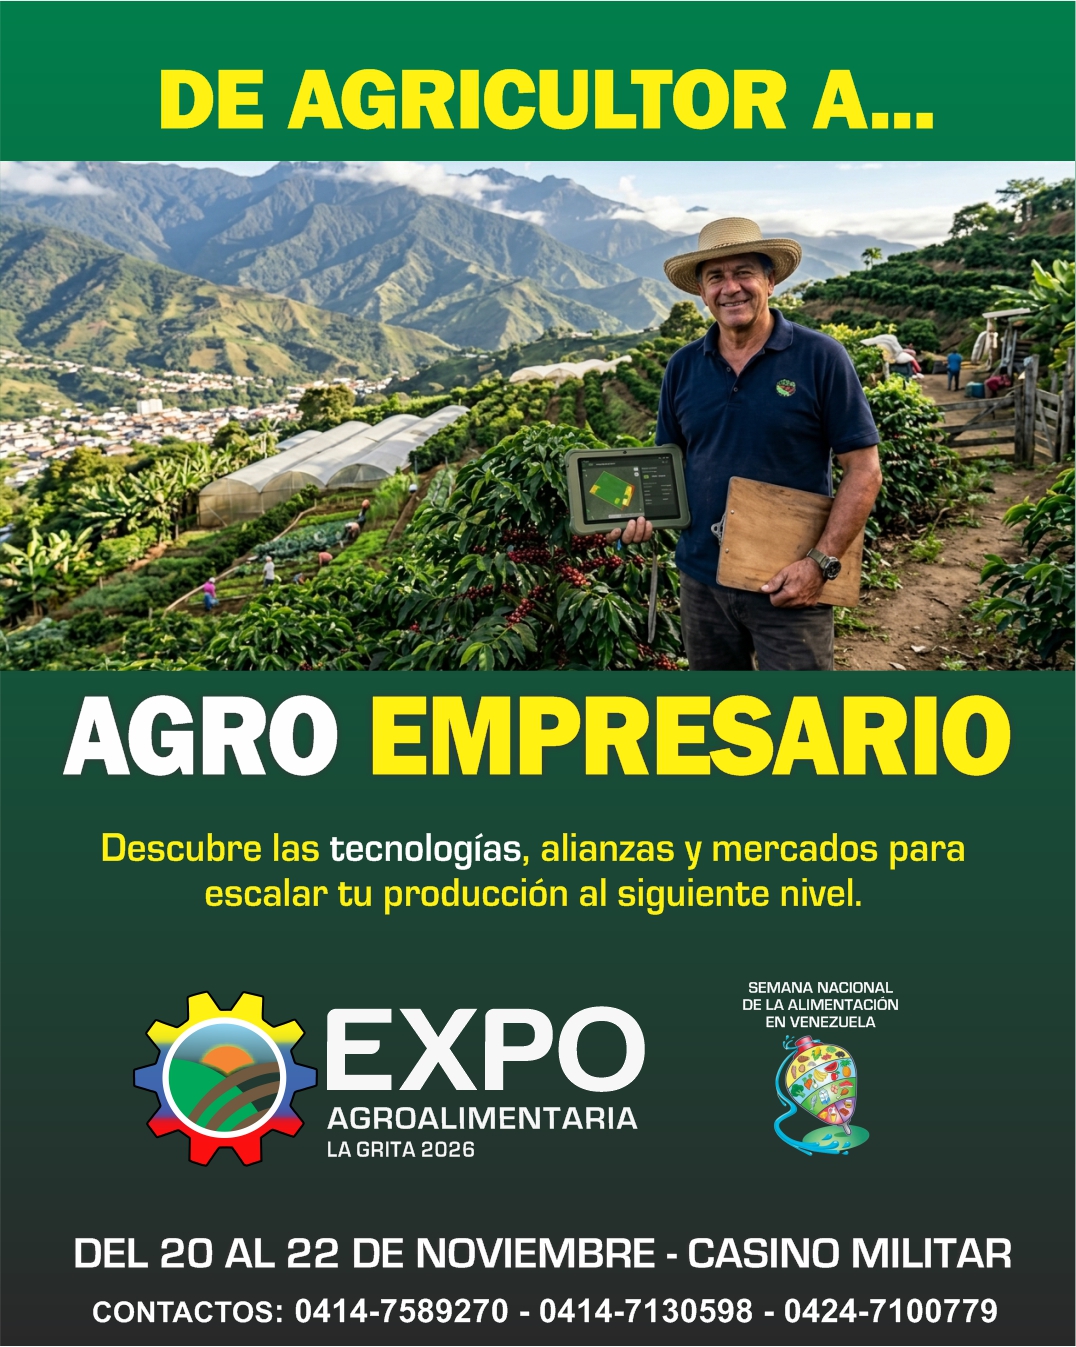 DE AGRICULTOR A...
AGRO EMPRESARIO
Descubre las tecnologías, alianzas y mercados para
escalar tu producción al siguiente nivel.
EXPO
AGROALIMENTARIA
LA GRITA 2026
SEMANA NACIONAL
DE LA ALIMENTACIÓN
EN VENEZUELA
DEL 20 AL 22 DE NOVIEMBRE - CASINO MILITAR
CONTACTOS: 0414-7589270 - 0414-7130598 - 0424-7100779